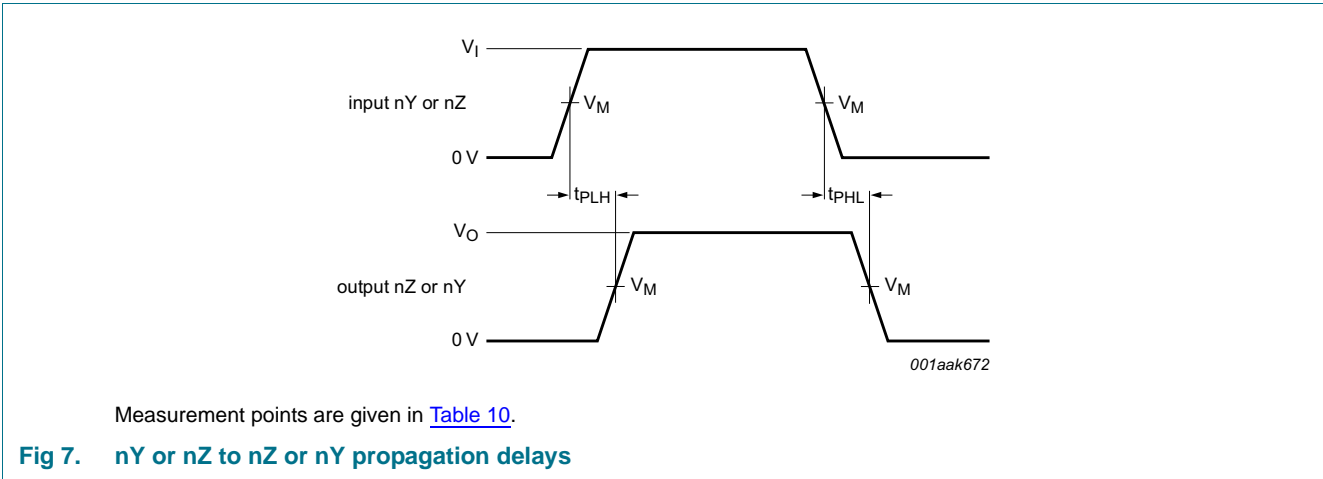 V_I
input nY or nZ
V_M
V_M
0 V
t_PLH
t_PHL
V_O
output nZ or nY
V_M
V_M
0 V
001aak672
Measurement points are given in Table 10.
Fig 7. nY or nZ to nZ or nY propagation delays